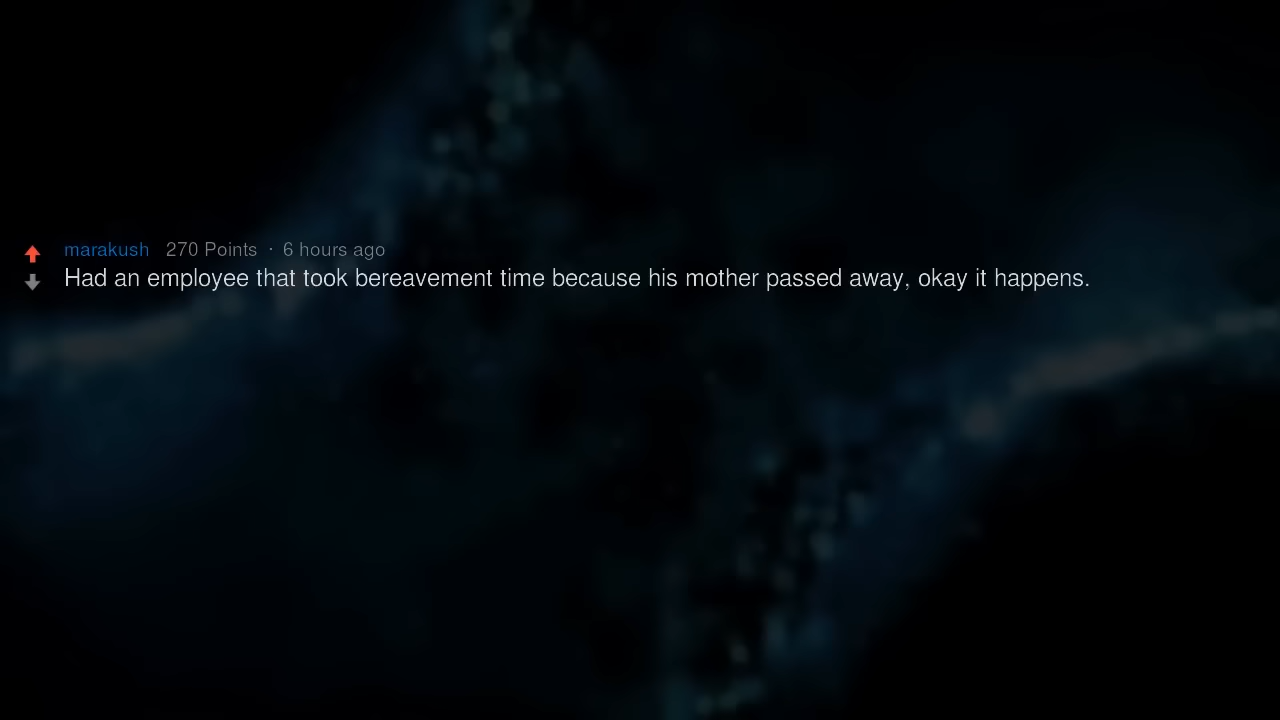 marakush 270 Points · 6 hours ago
Had an employee that took bereavement time because his mother passed away, okay it happens.